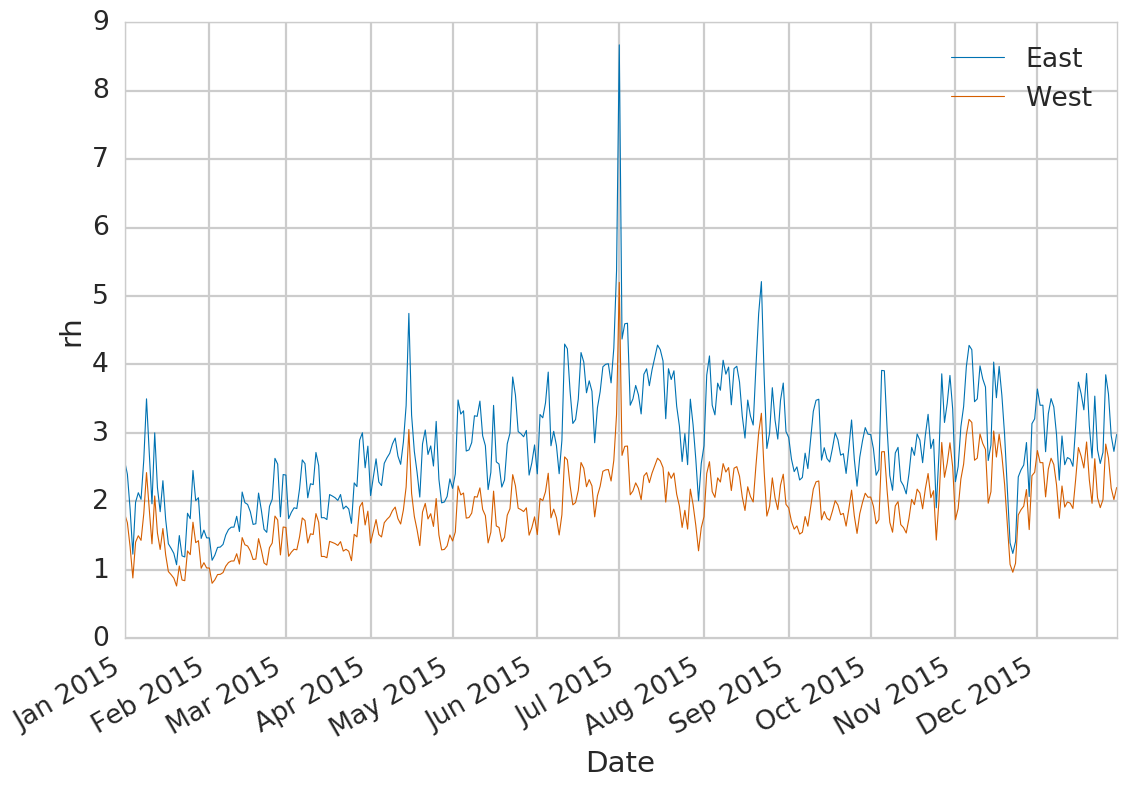 9
8
7
6
5
4
3
2
1
0
rh
East
West
Jan 2015
Feb 2015
Mar 2015
Apr 2015
May 2015
Jun 2015
Jul 2015
Aug 2015
Sep 2015
Oct 2015
Nov 2015
Dec 2015
Date